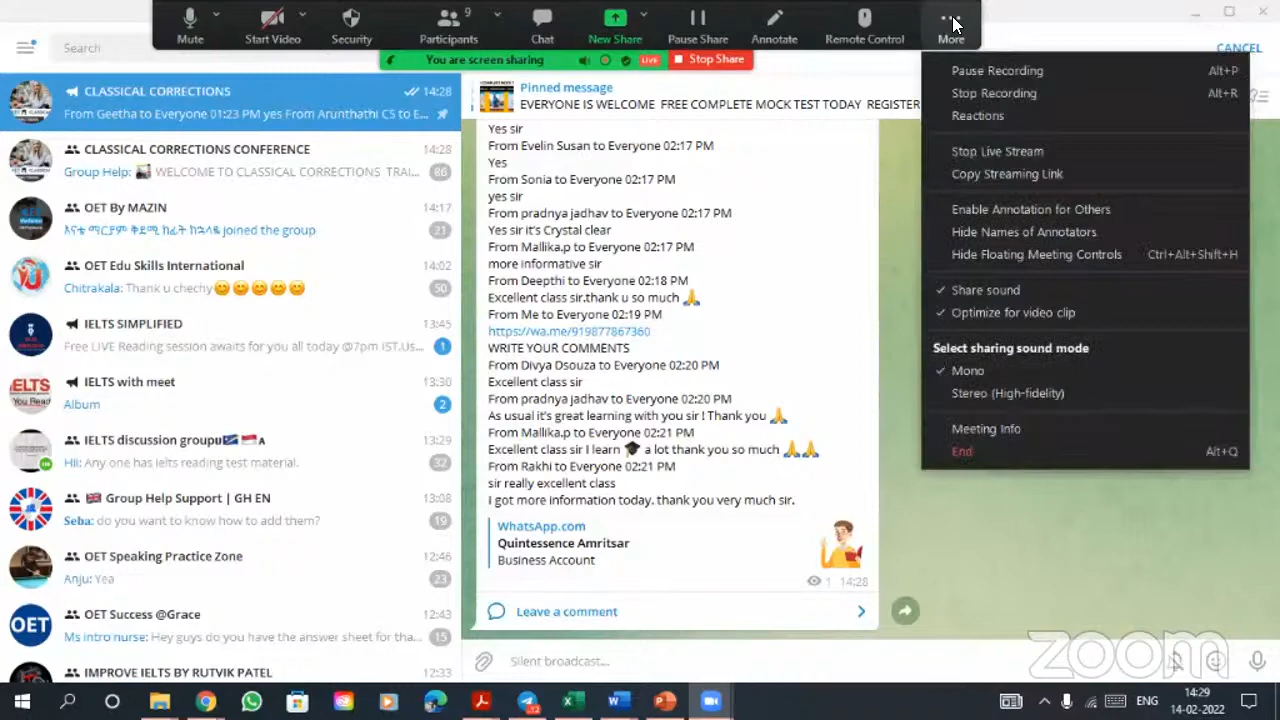 Mute
Start Video
Security
Participants
9
Chat
New Share
Pause Share
Annotate
Remote Control
More
You are screen sharing
LIVE
Stop Share
Search
CANCEL
CLASSICAL CORRECTIONS
14:28
From Geetha to Everyone 01:23 PM yes From Arunthathi CS to E...
CLASSICAL CORRECTIONS CONFERENCE
14:28
Group Help: WELCOME TO CLASSICAL CORRECTIONS TRAI...
86
OET By MAZIN
14:17
joined the group
21
OET Edu Skills International
14:02
Chitrakala: Thank u chechy😊😊😊😊😊
50
IELTS SIMPLIFIED
13:45
Free LIVE Reading session awaits for you all today @7pm IST.Us...
1
IELTS with meet
13:30
Album
2
IELTS discussion group
13:29
Hii: Any.one has ielts reading test material.
32
Group Help Support | GH EN
13:08
Seba: do you want to know how to add them?
19
OET Speaking Practice Zone
12:46
Anju: Yea
23
OET Success @Grace
12:43
Ms intro nurse: Hey guys do you have the answer sheet for tha...
15
IMPROVE IELTS BY RUTVIK PATEL
12:33
Pinned message
EVERYONE IS WELCOME FREE COMPLETE MOCK TEST TODAY REGISTER
Yes sir
From Evelin Susan to Everyone 02:17 PM
Yes
From Sonia to Everyone 02:17 PM
yes sir
From pradnya jadhav to Everyone 02:17 PM
Yes sir it's Crystal clear
From Mallika.p to Everyone 02:17 PM
more informative sir
From Deepthi to Everyone 02:18 PM
Excellent class sir.thank u so much 🙏
From Me to Everyone 02:19 PM
https://wa.me/919877867360
WRITE YOUR COMMENTS
From Divya Dsouza to Everyone 02:20 PM
Excellent class sir
From pradnya jadhav to Everyone 02:20 PM
As usual it's great learning with you sir ! Thank you 🙏
From Mallika.p to Everyone 02:21 PM
Excellent class sir I learn 🎓 a lot thank you so much 🙏🙏
From Rakhi to Everyone 02:21 PM
sir really excellent class
I got more information today. thank you very much sir.
WhatsApp.com
Quintessence Amritsar
Business Account
1 14:28
Leave a comment
Silent broadcast...
Pause Recording Alt+P
Stop Recording Alt+R
Reactions
Stop Live Stream
Copy Streaming Link
Enable Annotation for Others
Hide Names of Annotators
Hide Floating Meeting Controls Ctrl+Alt+Shift+H
Share sound
Optimize for video clip
Select sharing sound mode
Mono
Stereo (High-fidelity)
Meeting Info
End Alt+Q
zoom
OET
ENG
14:29
14-02-2022